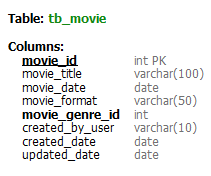 Table: tb_movie
Columns:
movie_id int PK
movie_title varchar(100)
movie_date date
movie_format varchar(50)
movie_genre_id int
created_by_user varchar(10)
created_date date
updated_date date